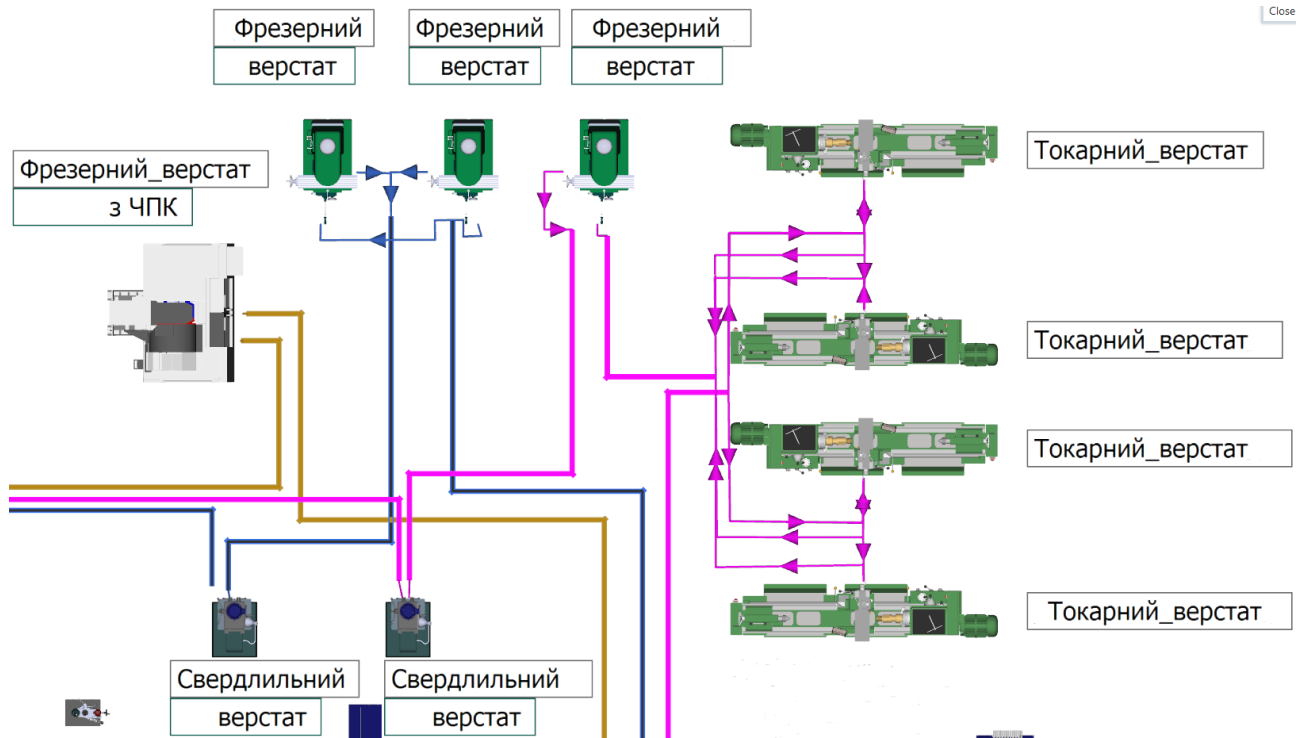 Close
Фрезерний
верстат
Фрезерний
верстат
Фрезерний
верстат
Фрезерний_верстат
з ЧПК
Токарний_верстат
Токарний_верстат
Токарний_верстат
Токарний_верстат
Свердлильний
верстат
Свердлильний
верстат